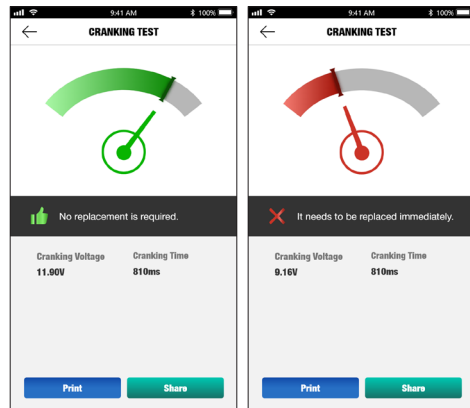 9:41 AM 100%
CRANKING TEST
No replacement is required.
Cranking Voltage Cranking Time
11.90V 810ms
Print Share
9:41 AM 100%
CRANKING TEST
It needs to be replaced immediately.
Cranking Voltage Cranking Time
9.16V 810ms
Print Share